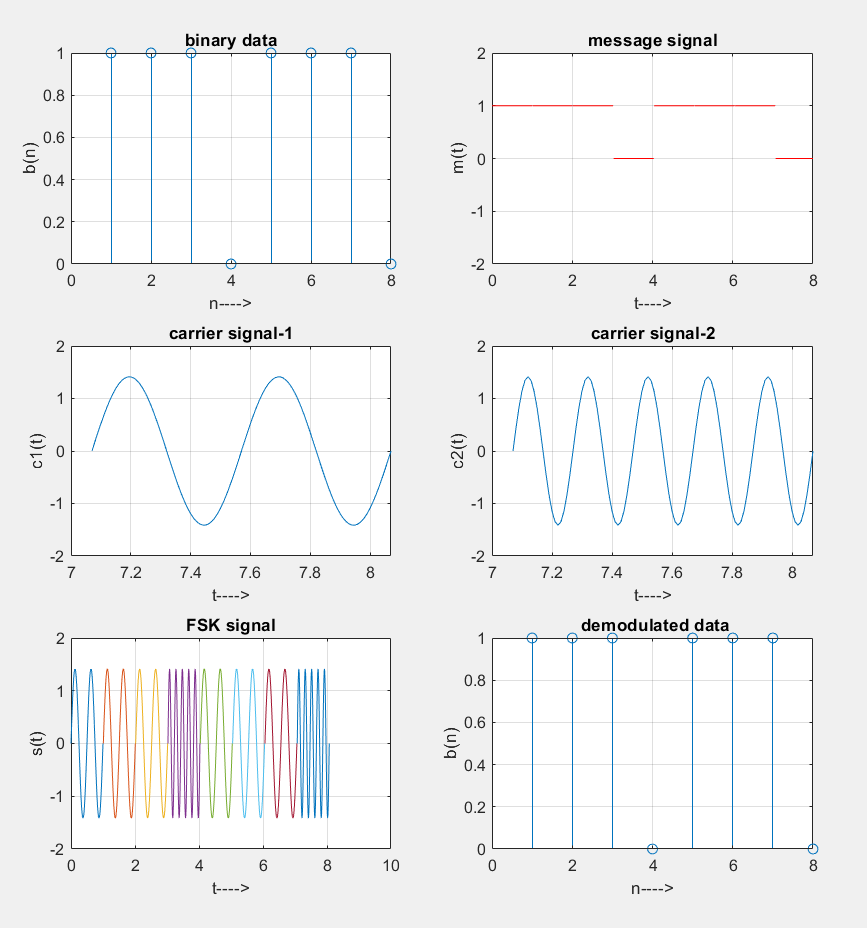 binary data
1
0.8
0.6
0.4
0.2
0
b(n)
0 2 4 6 8
n---->
message signal
2
1
0
-1
-2
m(t)
0 2 4 6 8
t---->
carrier signal-1
2
1
0
-1
-2
c1(t)
7 7.2 7.4 7.6 7.8 8
t---->
carrier signal-2
2
1
0
-1
-2
c2(t)
7 7.2 7.4 7.6 7.8 8
t---->
FSK signal
2
1
0
-1
-2
s(t)
0 2 4 6 8 10
t---->
demodulated data
1
0.8
0.6
0.4
0.2
0
b(n)
0 2 4 6 8
n---->